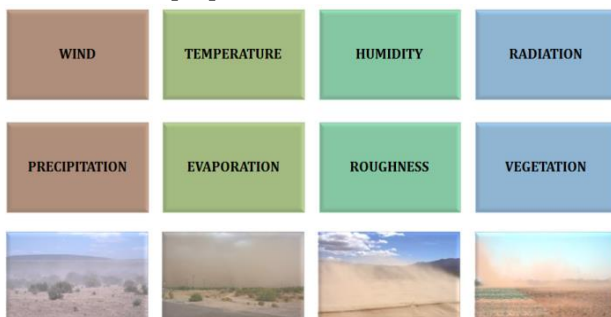 WIND
TEMPERATURE
HUMIDITY
RADIATION
PRECIPITATION
EVAPORATION
ROUGHNESS
VEGETATION